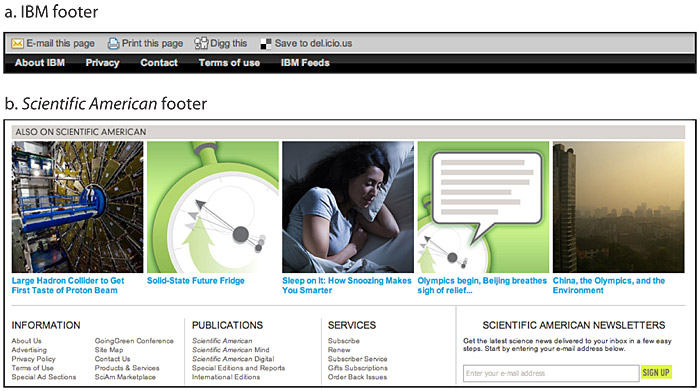 a. IBM footer
E-mail this page Print this page Digg this Save to del.icio.us
About IBM Privacy Contact Terms of use IBM Feeds
b. Scientific American footer
ALSO ON SCIENTIFIC AMERICAN
Large Hadron Collider to Get
First Taste of Proton Beam
Solid-State Future Fridge
Sleep on It: How Snoozing Makes
You Smarter
Olympics begin, Beijing breathes
sigh of relief...
China, the Olympics, and the
Environment
INFORMATION
About Us
Advertising
Privacy Policy
Terms of Use
Special Ad Sections
GoingGreen Conference
Site Map
Contact Us
Products & Services
SciAm Marketplace
PUBLICATIONS
Scientific American
Scientific American Mind
Scientific American Digital
Special Editions and Reports
International Editions
SERVICES
Subscribe
Renew
Subscriber Service
Gifts Subscriptions
Order Back Issues
SCIENTIFIC AMERICAN NEWSLETTERS
Get the latest science news delivered to your inbox in a few easy
steps. Start by entering your e-mail address below.
Enter your e-mail address SIGN UP